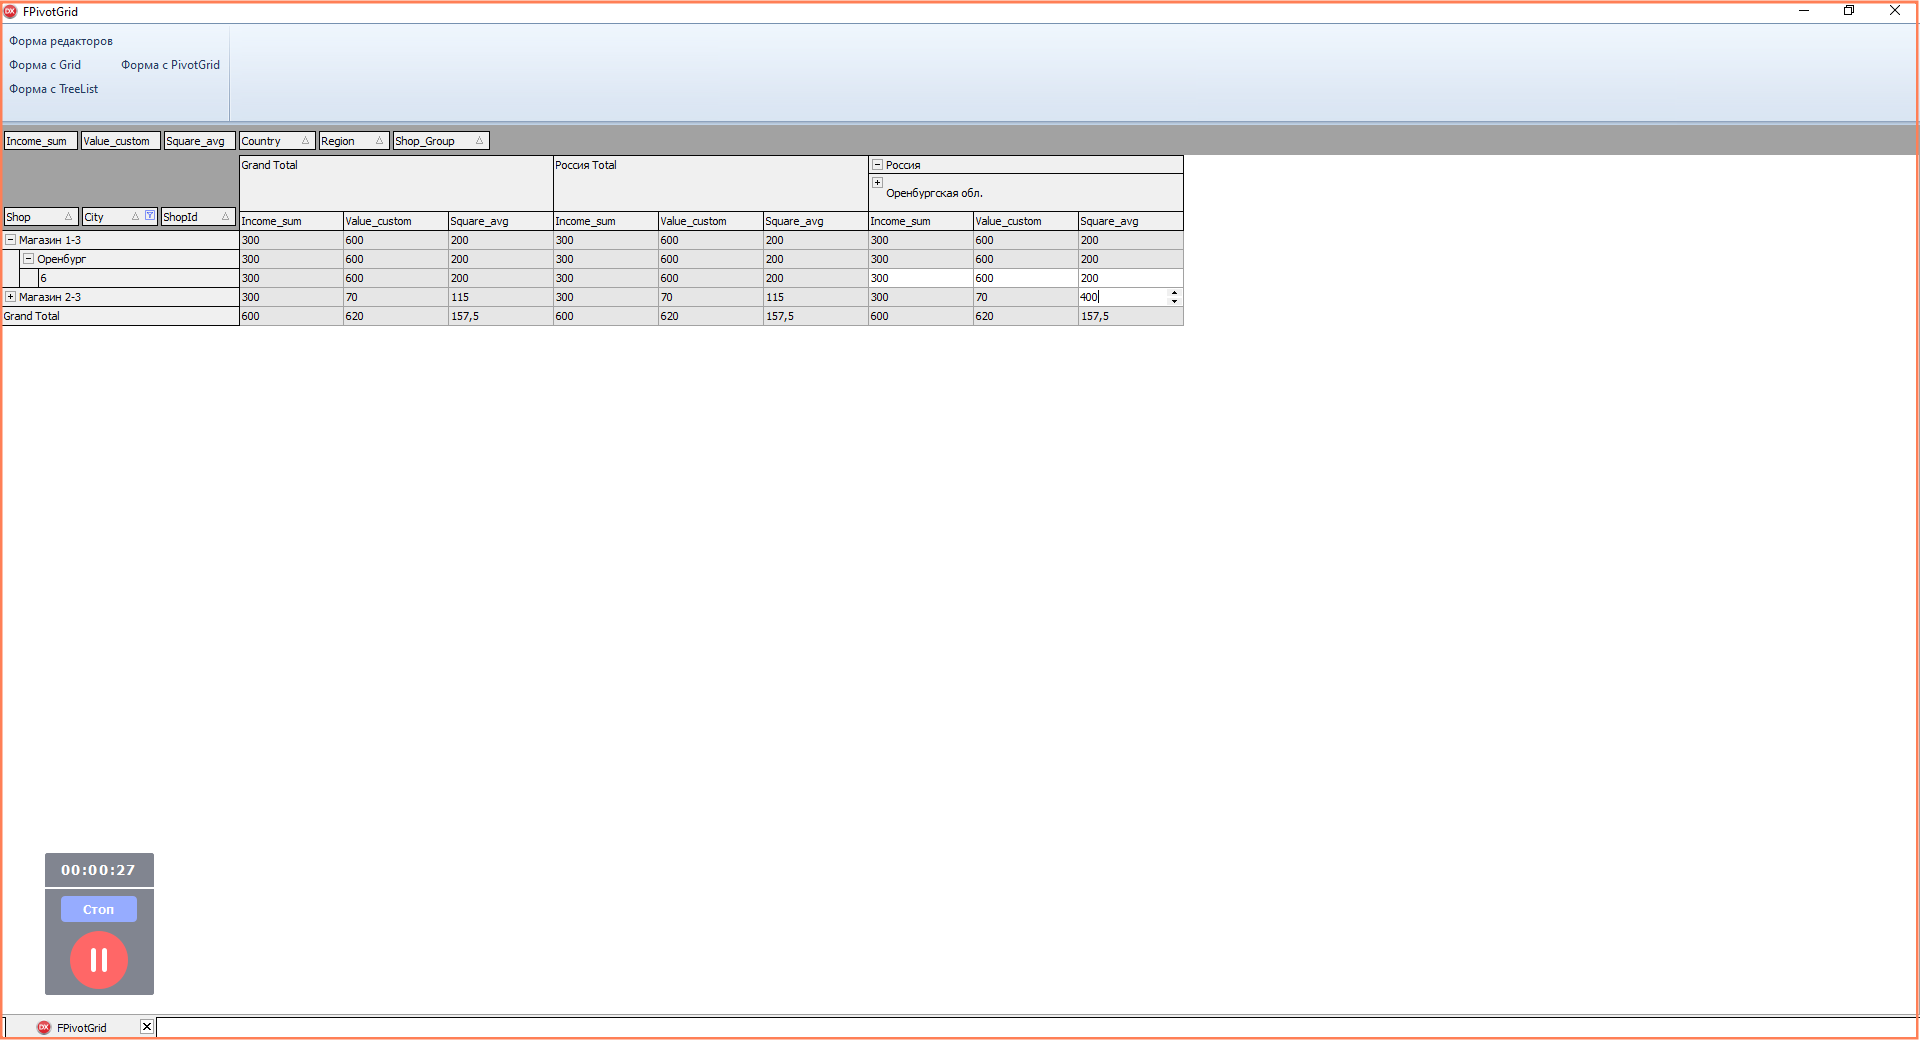 FPivotGrid
Форма редакторов
Форма с Grid Форма с PivotGrid
Форма с TreeList
Income_sum Value_custom Square_avg Country Region Shop_Group
Grand Total Россия Total Россия
Оренбургская обл.
Shop City ShopId
Income_sum Value_custom Square_avg Income_sum Value_custom Square_avg Income_sum Value_custom Square_avg
Магазин 1-3 300 600 200 300 600 200 300 600 200
Оренбург 300 600 200 300 600 200 300 600 200
6 300 600 200 300 600 200 300 600 200
Магазин 2-3 300 70 115 300 70 115 300 70 400
Grand Total 600 620 157,5 600 620 157,5 600 620 157,5
00:00:27
Стоп
FPivotGrid